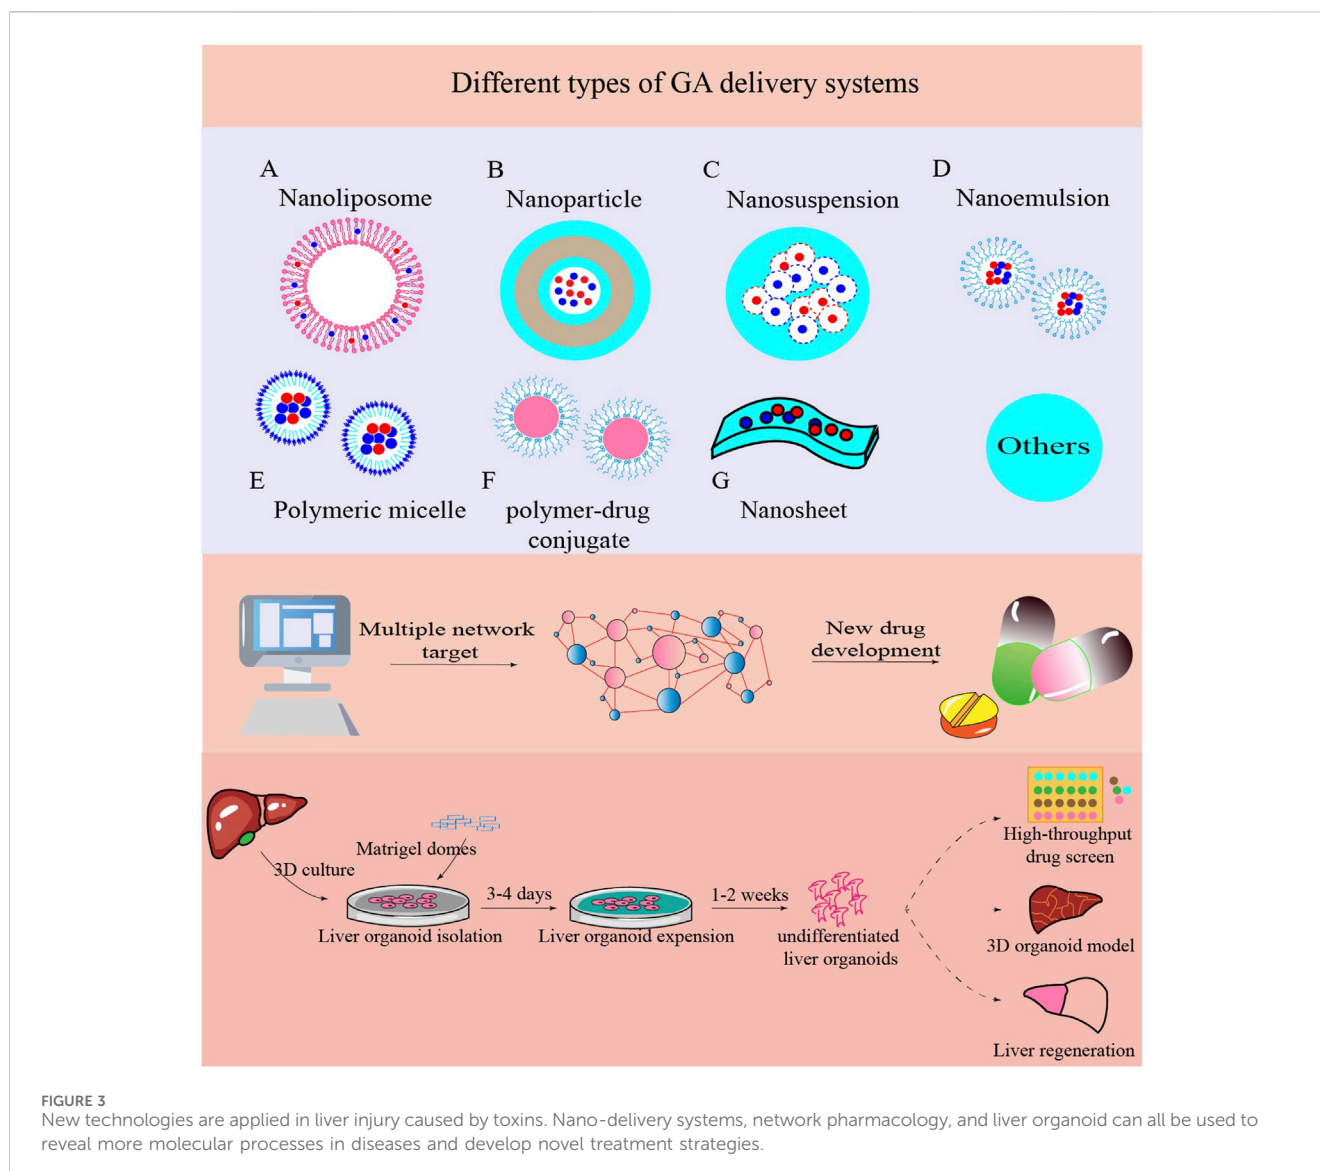 Different types of GA delivery systems
A
Nanoliposome
B
Nanoparticle
C
Nanosuspension
D
Nanoemulsion
E
Polymeric micelle
F
polymer-drug
conjugate
G
Nanosheet
Others
Multiple network
target
New drug
development
3D culture
Matrigel domes
Liver organoid isolation
3-4 days
Liver organoid expension
1-2 weeks
undifferentiated
liver organoids
High-throughput
drug screen
3D organoid model
Liver regeneration
FIGURE 3
New technologies are applied in liver injury caused by toxins. Nano-delivery systems, network pharmacology, and liver organoid can all be used to
reveal more molecular processes in diseases and develop novel treatment strategies.